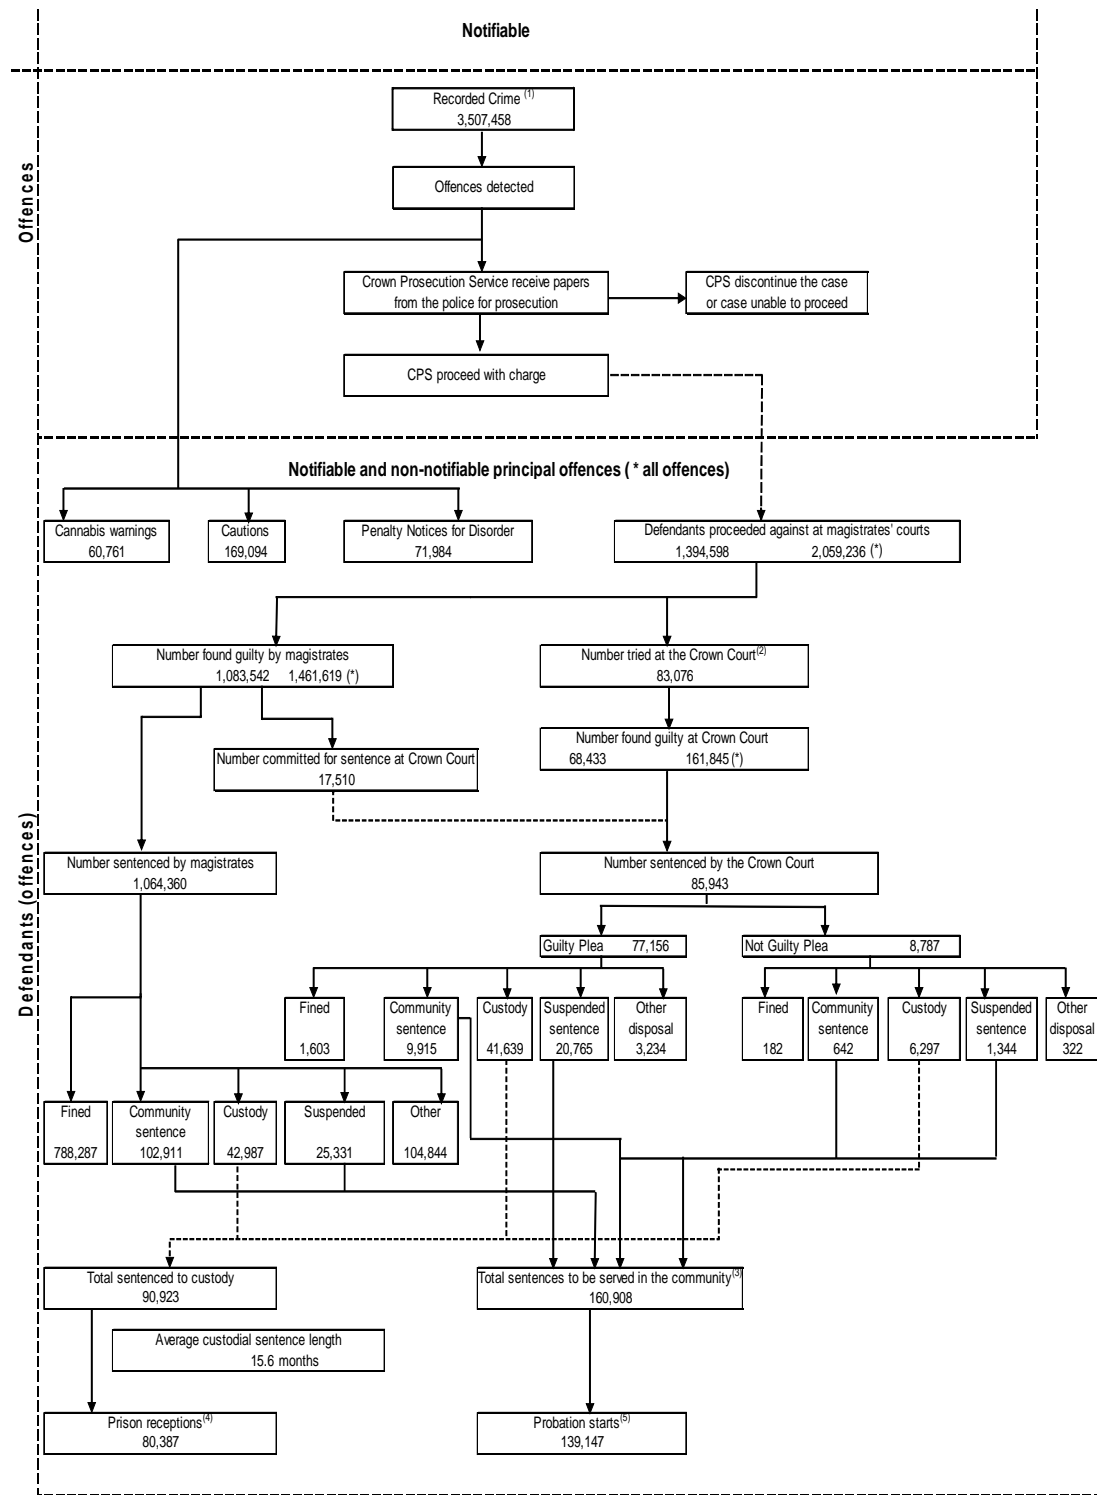 Notifiable
Recorded Crime (1)
3,507,458
Offences detected
Offences
Crown Prosecution Service receive papers
from the police for prosecution
CPS discontinue the case
or case unable to proceed
CPS proceed with charge
Notifiable and non-notifiable principal offences ( * all offences)
Cannabis warnings
60,761
Cautions
169,094
Penalty Notices for Disorder
71,984
Defendants proceeded against at magistrates' courts
1,394,598 2,059,236 (*)
Number found guilty by magistrates
1,083,542 1,461,619 (*)
Number tried at the Crown Court(2)
83,076
Number committed for sentence at Crown Court
17,510
Number found guilty at Crown Court
68,433 161,845 (*)
Defendants (offences)
Number sentenced by magistrates
1,064,360
Number sentenced by the Crown Court
85,943
Guilty Plea 77,156
Not Guilty Plea 8,787
Fined
1,603
Community
sentence
9,915
Custody
41,639
Suspended
sentence
20,765
Other
disposal
3,234
Fined
182
Community
sentence
642
Custody
6,297
Suspended
sentence
1,344
Other
disposal
322
Fined
788,287
Community
sentence
102,911
Custody
42,987
Suspended
25,331
Other
104,844
Total sentenced to custody
90,923
Total sentences to be served in the community(3)
160,908
Average custodial sentence length
15.6 months
Prison receptions(4)
80,387
Probation starts(5)
139,147